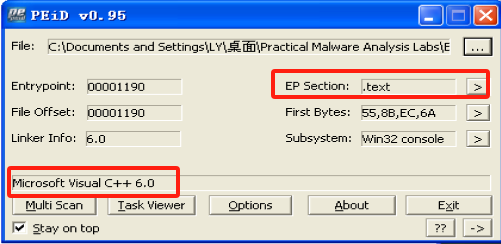 PEiD v0.95
File: C:\Documents and Settings\LY\桌面\Practical Malware Analysis Labs\E ...
Entrypoint: 00001190 EP Section: .text >
File Offset: 00001190 First Bytes: 55,8B,EC,6A >
Linker Info: 6.0 Subsystem: Win32 console >
Microsoft Visual C++ 6.0
Multi Scan Task Viewer Options About Exit
Stay on top ?? ->